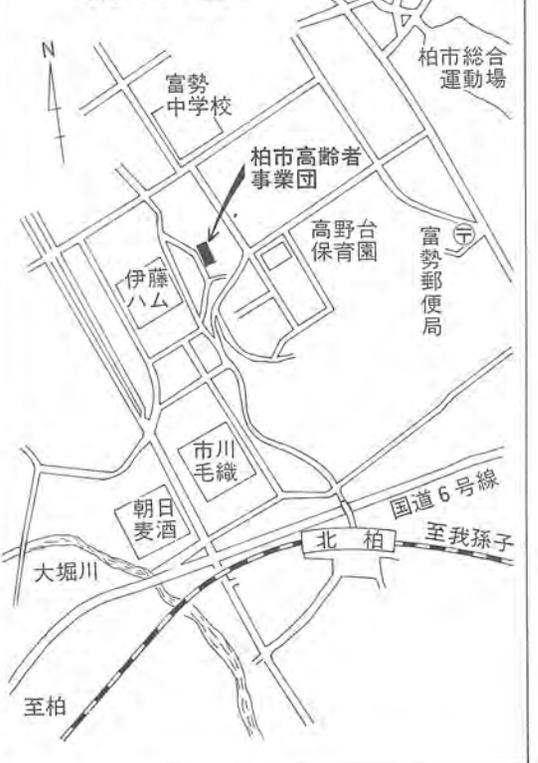 N
柏市総合
運動場
富勢
中学校
柏市高齢者
事業団
高野台
保育園
〒
富勢郵便局
伊藤
ハム
市川
毛織
国道6号線
朝日
麦酒
北柏
至我孫子
大堀川
至柏